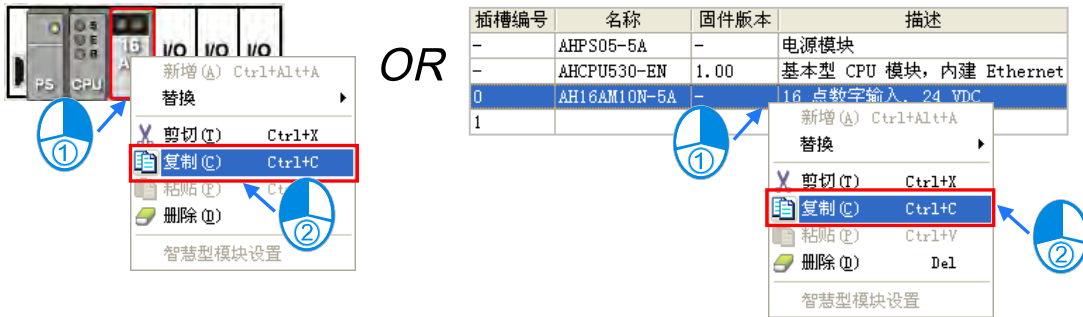 16
PS CPU I/O I/O I/O
新增(A) Ctrl+Alt+A
替换
剪切(T) Ctrl+X
复制(C) Ctrl+C
粘贴(P)
删除(D)
智慧型模块设置
①
②
OR
插槽编号 名称 固件版本 描述
- AHPS05-5A - 电源模块
- AHCPU530-EN 1.00 基本型 CPU 模块，内建 Ethernet
0 AH16AM10N-5A - 16 点数字输入, 24 VDC
1
新增(A) Ctrl+Alt+A
替换
剪切(T) Ctrl+X
复制(C) Ctrl+C
粘贴(P) Ctrl+V
删除(D) Del
智慧型模块设置
①
②